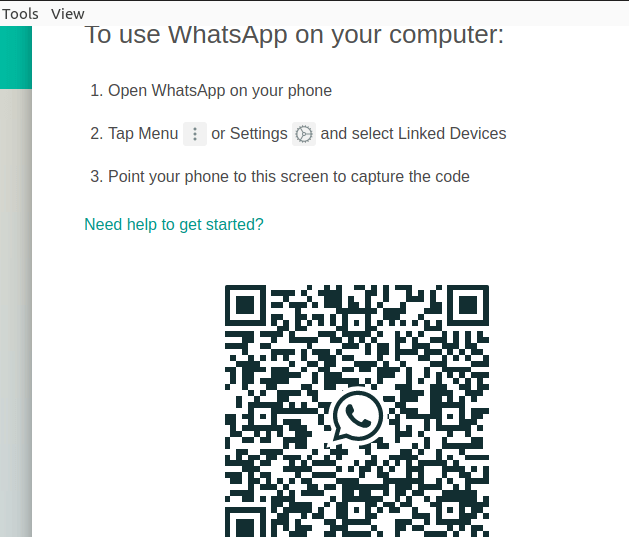 Tools View
To use WhatsApp on your computer:
1. Open WhatsApp on your phone
2. Tap Menu or Settings and select Linked Devices
3. Point your phone to this screen to capture the code
Need help to get started?